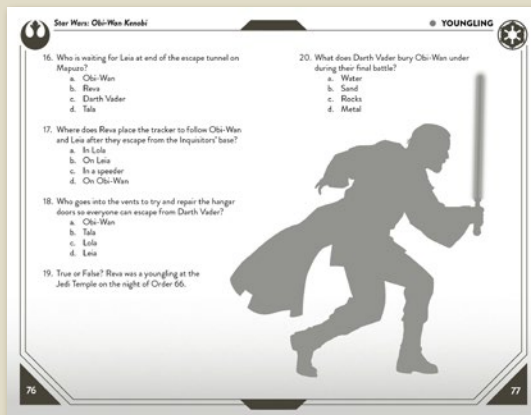 Star Wars: Obi-Wan Kenobi
YOUNGLING
16. Who is waiting for Leia at end of the escape tunnel on
Mapuzo?
a. Obi-Wan
b. Reva
c. Darth Vader
d. Tala
17. Where does Reva place the tracker to follow Obi-Wan
and Leia after they escape from the Inquisitors' base?
a. In Lola
b. On Leia
c. In a speeder
d. On Obi-Wan
18. Who goes into the vents to try and repair the hangar
doors so everyone can escape from Darth Vader?
a. Obi-Wan
b. Tala
c. Lola
d. Leia
19. True or False? Reva was a youngling at the
Jedi Temple on the night of Order 66.
20. What does Darth Vader bury Obi-Wan under
during their final battle?
a. Water
b. Sand
c. Rocks
d. Metal
76
77